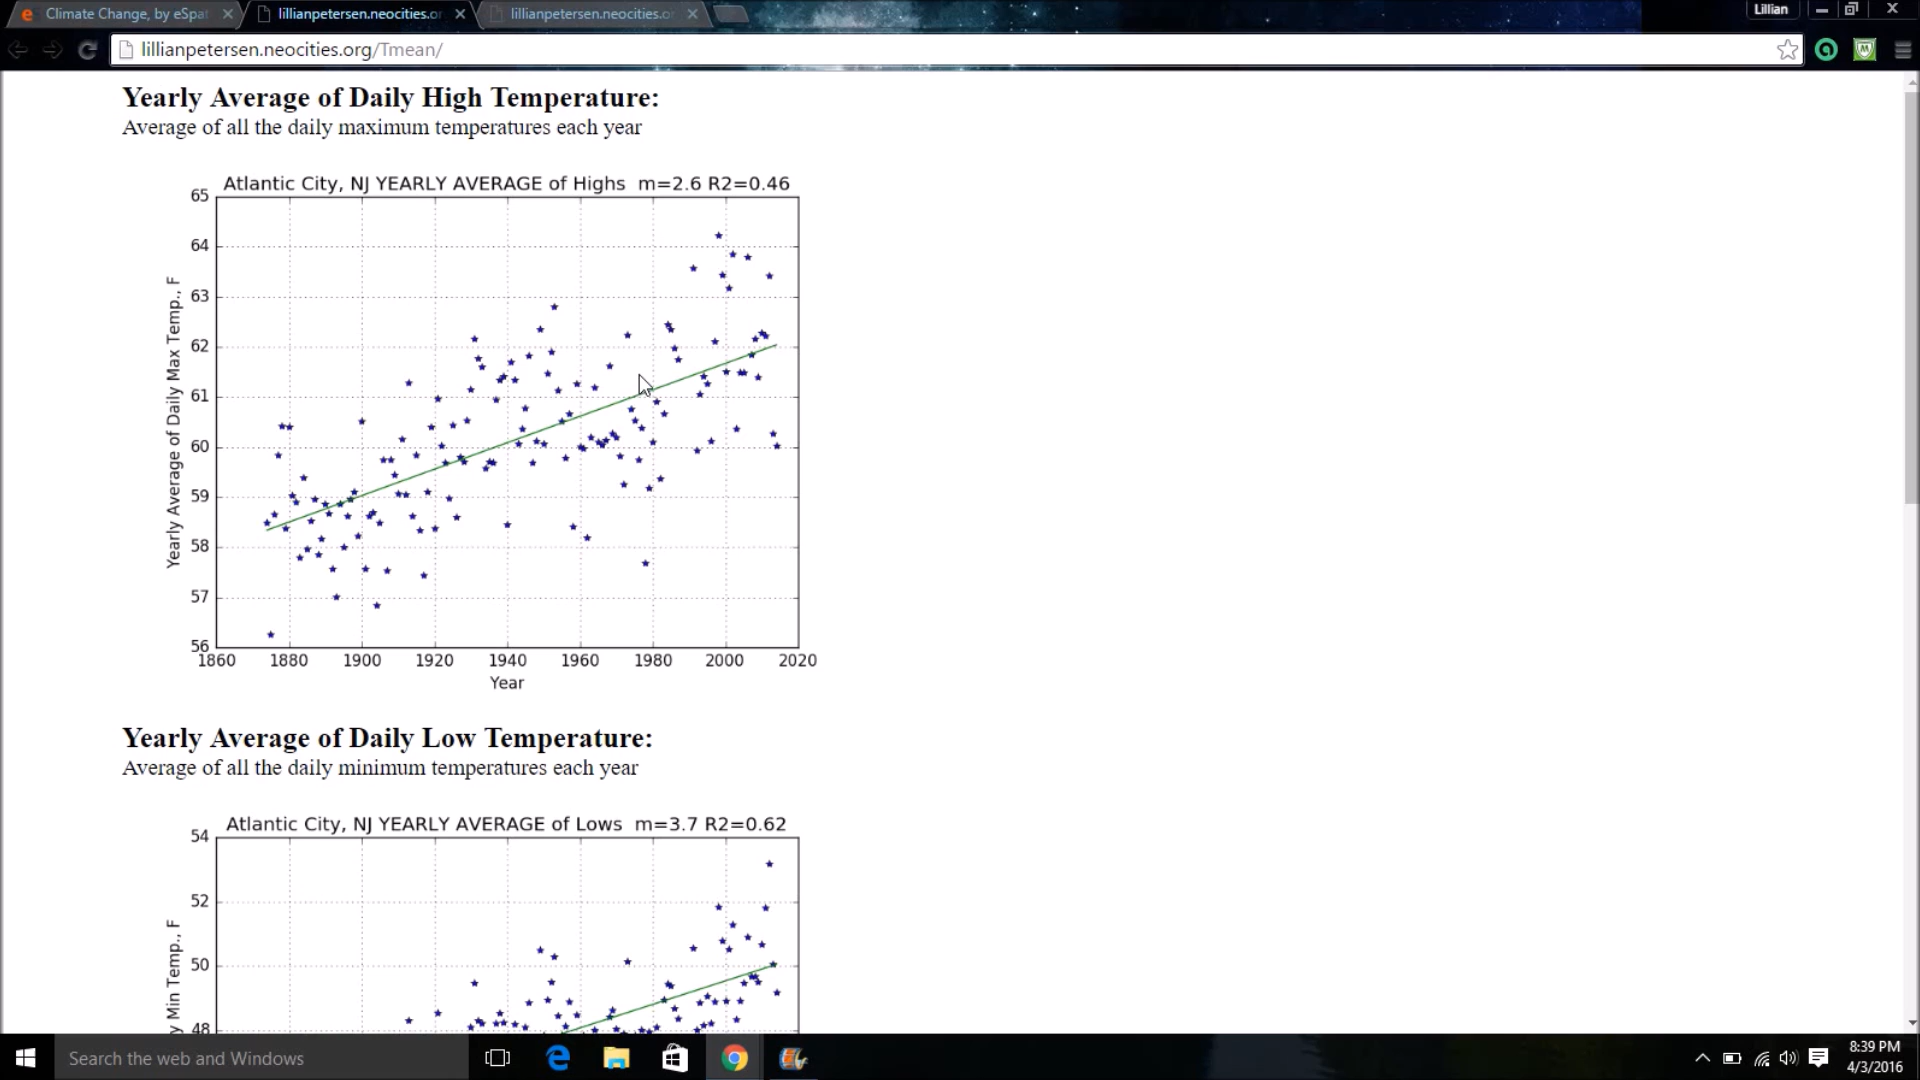 Climate Change, by eSpat
lillianpetersen.neocities.or
lillianpetersen.neocities.or
Lillian
lillianpetersen.neocities.org/Tmean/
Yearly Average of Daily High Temperature:
Average of all the daily maximum temperatures each year
Atlantic City, NJ YEARLY AVERAGE of Highs m=2.6 R2=0.46
Yearly Average of Daily Max Temp., F
65
64
63
62
61
60
59
58
57
56
1860 1880 1900 1920 1940 1960 1980 2000 2020
Year
Yearly Average of Daily Low Temperature:
Average of all the daily minimum temperatures each year
Atlantic City, NJ YEARLY AVERAGE of Lows m=3.7 R2=0.62
y Min Temp., F
54
52
50
48
Search the web and Windows
8:39 PM
4/3/2016